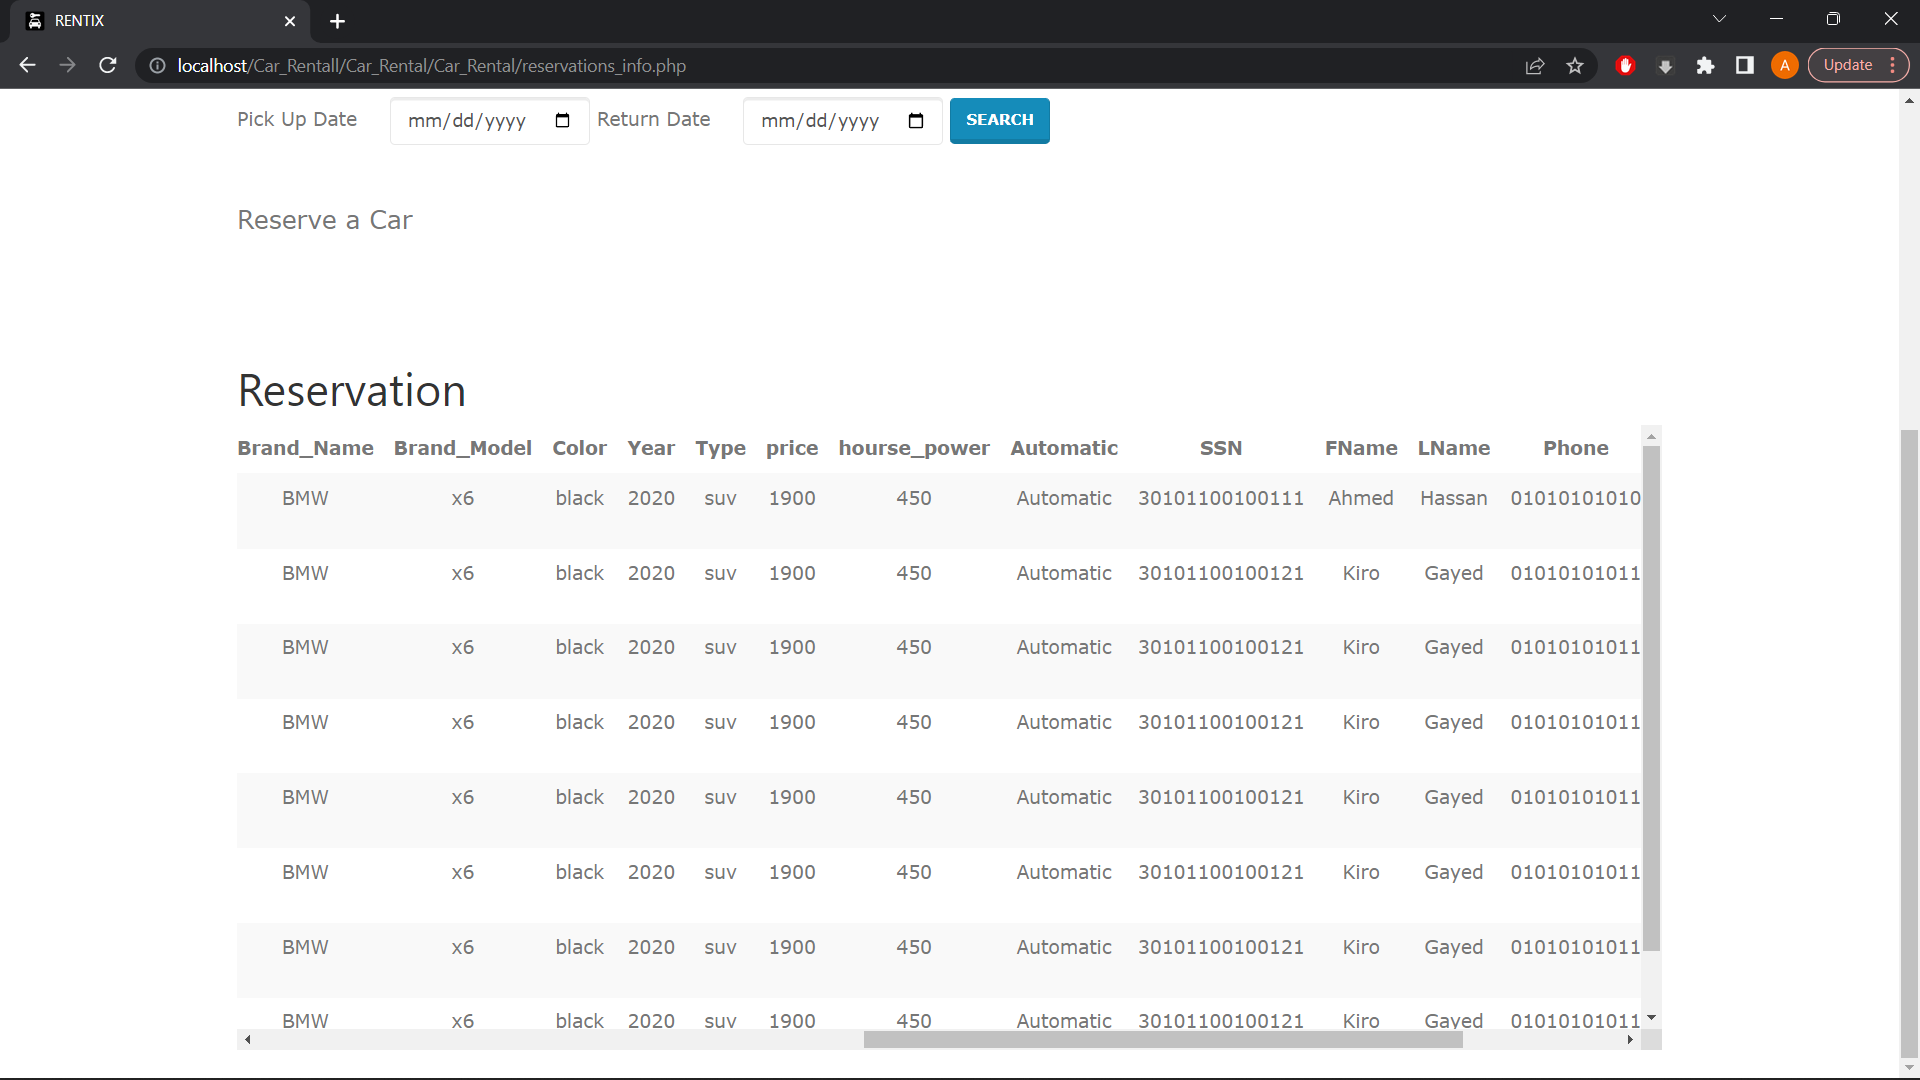 RENTIX
localhost/Car_Rentall/Car_Rental/Car_Rental/reservations_info.php A Update
Pick Up Date mm/dd/yyyy Return Date mm/dd/yyyy SEARCH
Reserve a Car
Reservation
Brand_Name Brand_Model Color Year Type price hourse_power Automatic SSN FName LName Phone
BMW x6 black 2020 suv 1900 450 Automatic 30101100100111 Ahmed Hassan 01010101010
BMW x6 black 2020 suv 1900 450 Automatic 30101100100121 Kiro Gayed 01010101011
BMW x6 black 2020 suv 1900 450 Automatic 30101100100121 Kiro Gayed 01010101011
BMW x6 black 2020 suv 1900 450 Automatic 30101100100121 Kiro Gayed 01010101011
BMW x6 black 2020 suv 1900 450 Automatic 30101100100121 Kiro Gayed 01010101011
BMW x6 black 2020 suv 1900 450 Automatic 30101100100121 Kiro Gayed 01010101011
BMW x6 black 2020 suv 1900 450 Automatic 30101100100121 Kiro Gayed 01010101011
BMW x6 black 2020 suv 1900 450 Automatic 30101100100121 Kiro Gayed 01010101011